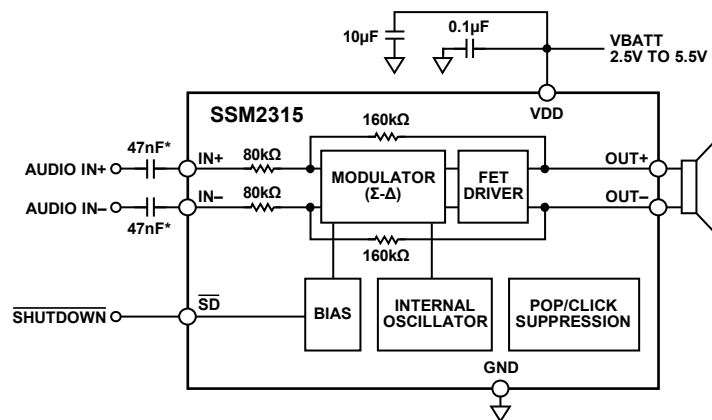 10µF
0.1µF
VBATT
2.5V TO 5.5V
SSM2315
VDD
160kΩ
47nF*
AUDIO IN+
IN+
80kΩ
MODULATOR
(Σ-Δ)
FET
DRIVER
OUT+
AUDIO IN–
47nF*
IN–
80kΩ
OUT–
160kΩ
SHUTDOWN
SD
BIAS
INTERNAL
OSCILLATOR
POP/CLICK
SUPPRESSION
GND